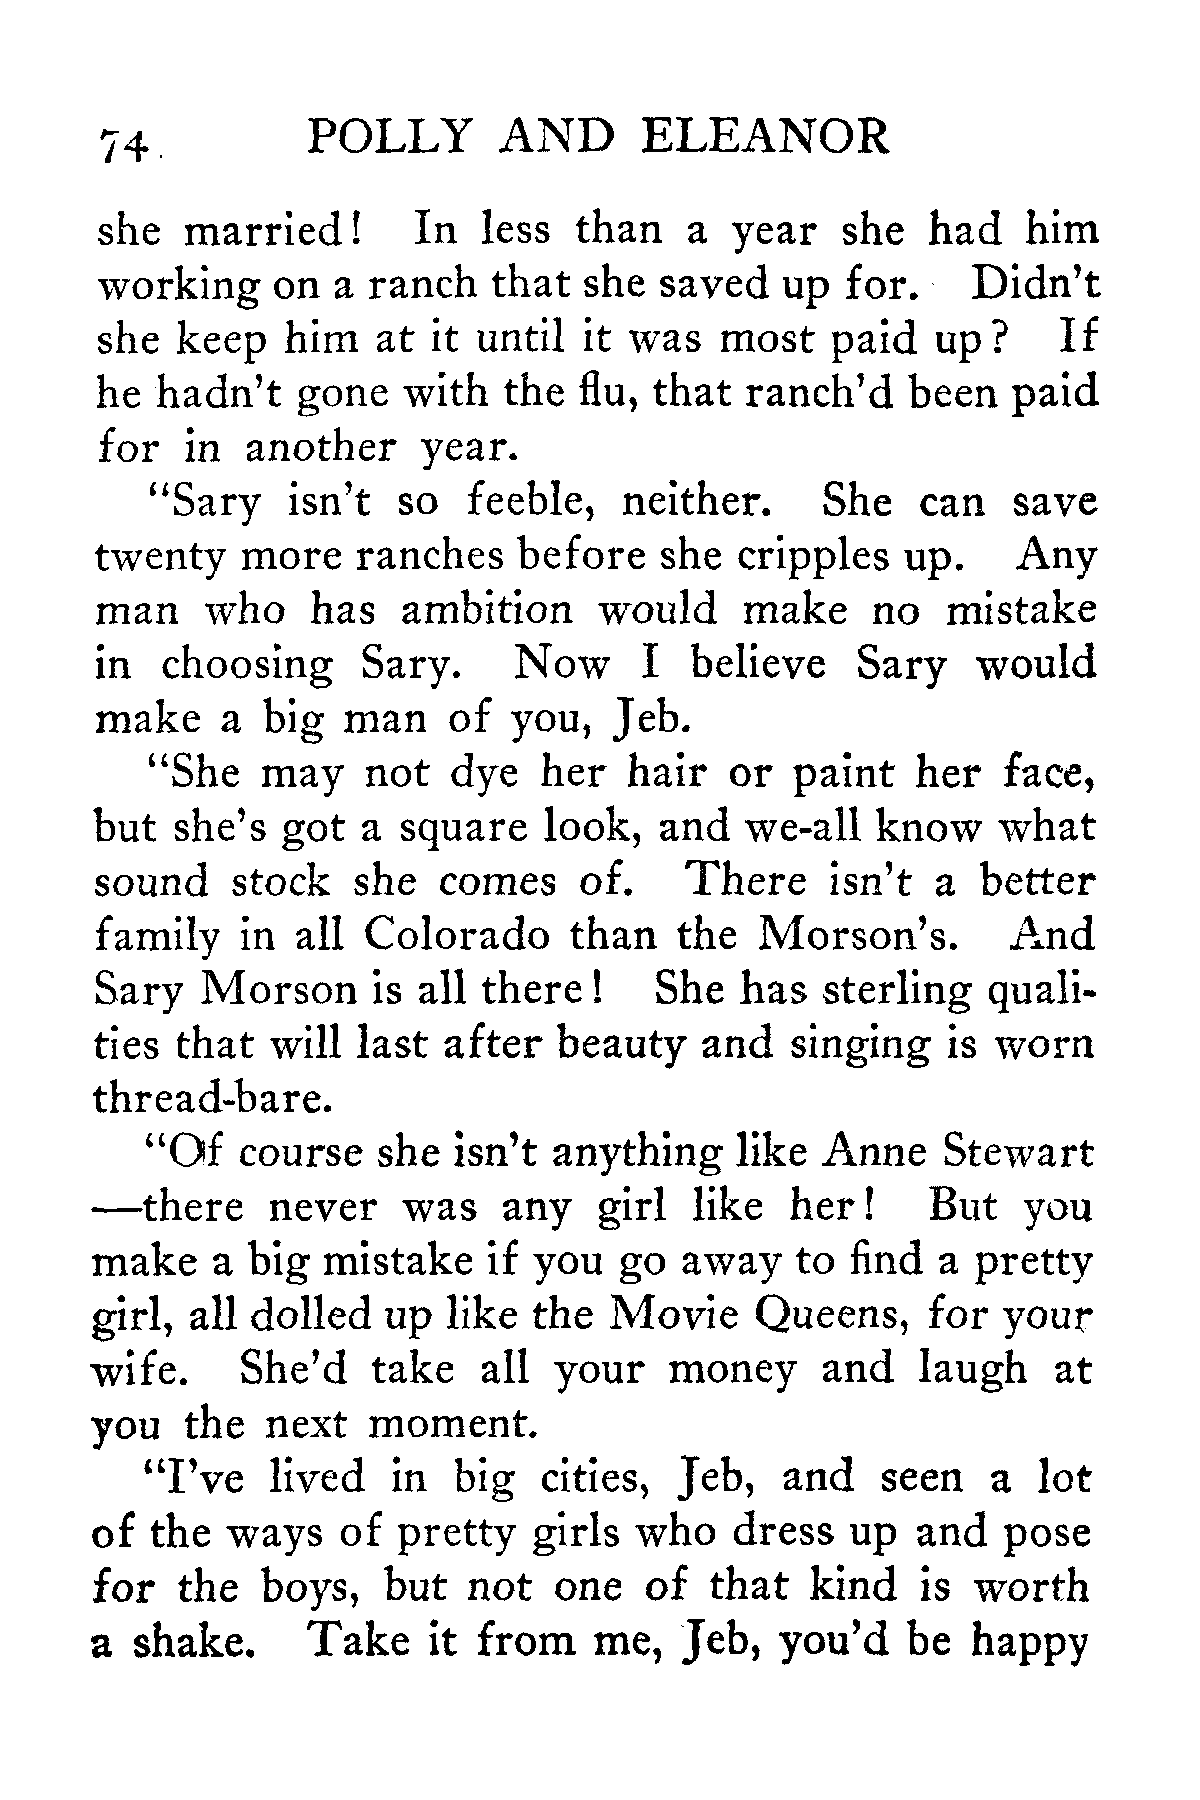 74 POLLY AND ELEANOR
she married! In less than a year she had him
working on a ranch that she saved up for. Didn't
she keep him at it until it was most paid up? If
he hadn't gone with the flu, that ranch'd been paid
for in another year.
"Sary isn't so feeble, neither. She can save
twenty more ranches before she cripples up. Any
man who has ambition would make no mistake
in choosing Sary. Now I believe Sary would
make a big man of you, Jeb.
"She may not dye her hair or paint her face,
but she's got a square look, and we-all know what
sound stock she comes of. There isn't a better
family in all Colorado than the Morson's. And
Sary Morson is all there! She has sterling quali-
ties that will last after beauty and singing is worn
thread-bare.
"Of course she isn't anything like Anne Stewart
—there never was any girl like her! But you
make a big mistake if you go away to find a pretty
girl, all dolled up like the Movie Queens, for your
wife. She'd take all your money and laugh at
you the next moment.
"I've lived in big cities, Jeb, and seen a lot
of the ways of pretty girls who dress up and pose
for the boys, but not one of that kind is worth
a shake. Take it from me, Jeb, you'd be happy